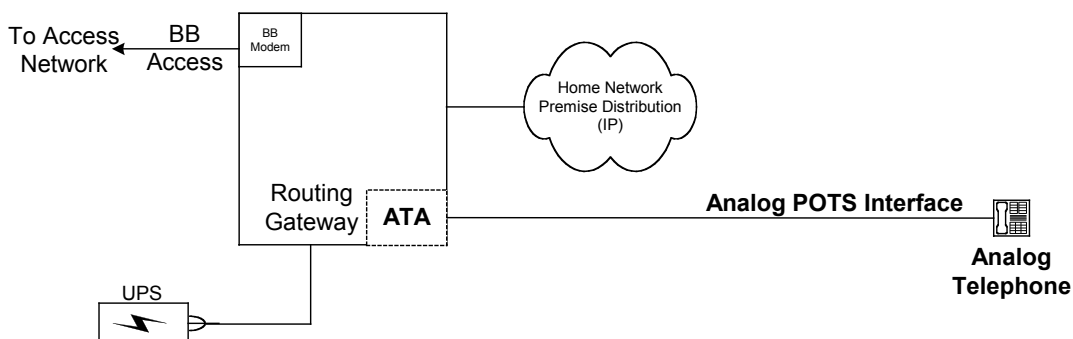 To Access
Network
BB
Access
BB
Modem
Home Network
Premise Distribution
(IP)
Routing
Gateway
ATA
Analog POTS Interface
Analog
Telephone
UPS